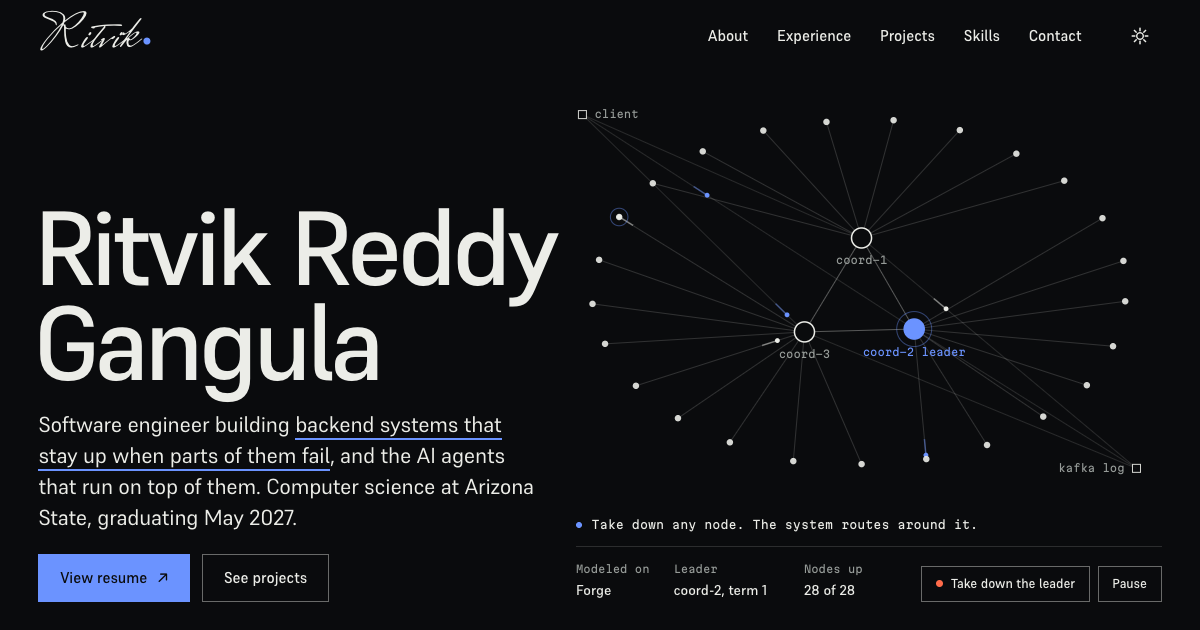 Ritvik.
About
Experience
Projects
Skills
Contact
Ritvik Reddy
Gangula
Software engineer building backend systems that
stay up when parts of them fail, and the AI agents
that run on top of them. Computer science at Arizona
State, graduating May 2027.
View resume ↗
See projects
client
coord-1
coord-3
coord-2 leader
kafka log
Take down any node. The system routes around it.
Modeled on
Forge
Leader
coord-2, term 1
Nodes up
28 of 28
Take down the leader
Pause